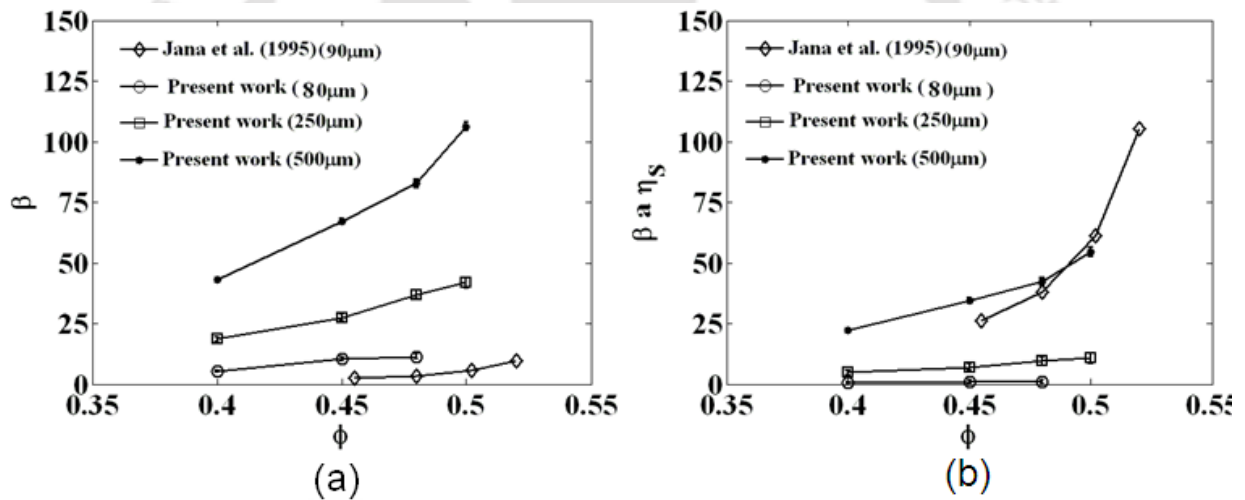 150
125
100
75
50
25
0
β
◇ Jana et al. (1995)(90μm)
Present work (80μm)
Present work (250μm)
Present work (500μm)
0.35 0.4 0.45 0.5 0.55
ϕ
(a)
150
125
100
75
50
25
0
β a ηS
Jana et al. (1995)(90μm)
Present work (80μm)
Present work (250μm)
Present work (500μm)
0.35 0.4 0.45 0.5 0.55
ϕ
(b)